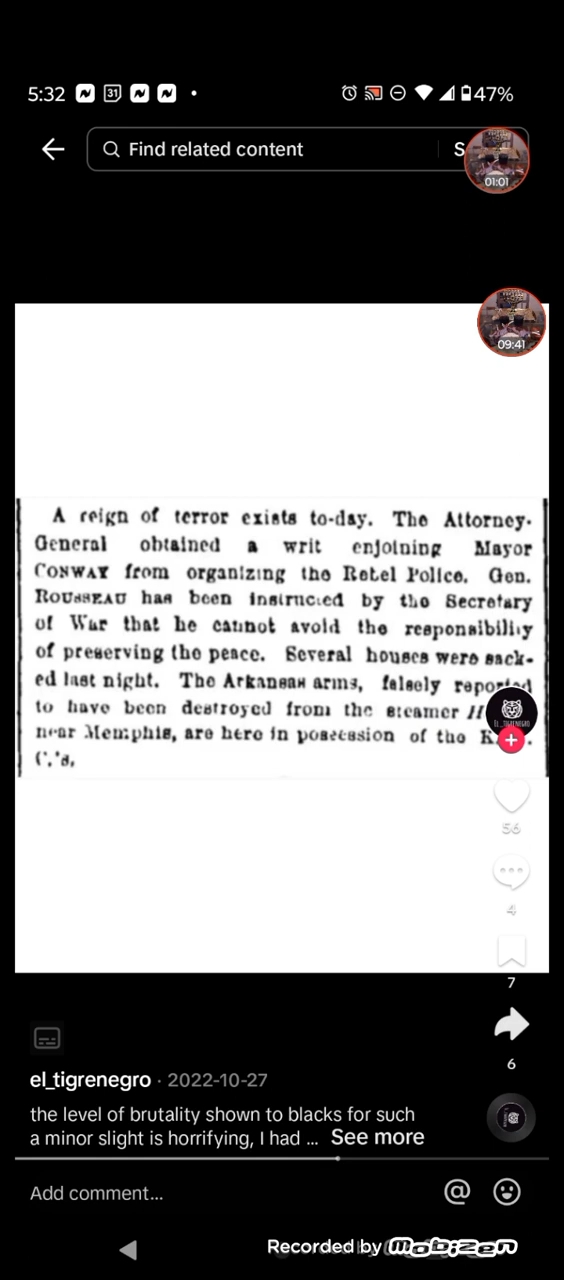 5:32
31
47%
Find related content
S
01:01
09:41
A reign of terror exists to-day. The Attorney-
General obtained a writ enjoining Mayor
CONWAY from organizing the Rebel Police. Gen.
ROUSSEAU has been instructed by the Secretary
of War that he cannot avoid the responsibility
of preserving the peace. Several houses were sack-
ed last night. The Arkansas arms, falsely reported
to have been destroyed from the steamer
near Memphis, are here in possession of the K.
C.'s.
EL_TIGRENEGRO
56
4
7
6
el_tigrenegro · 2022-10-27
the level of brutality shown to blacks for such
a minor slight is horrifying, I had ... See more
Add comment...
Recorded by Mobizen